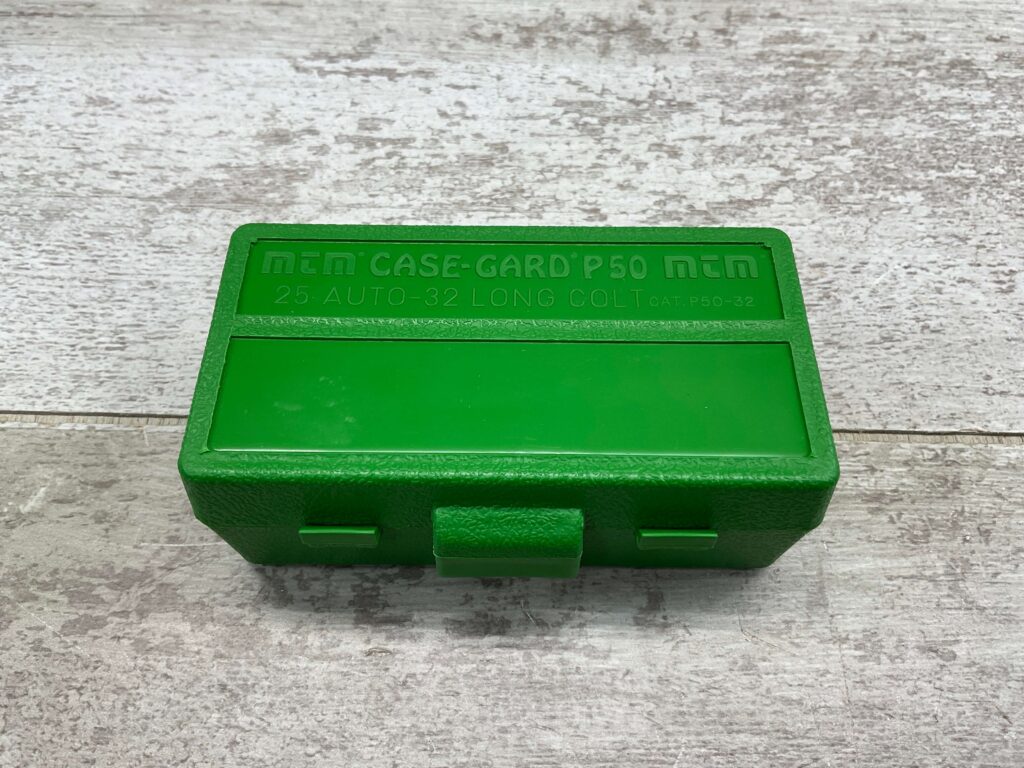 mtm® CASE-GARD® P50 mtm
25-AUTO-32 LONG COLT CAT. P50-32